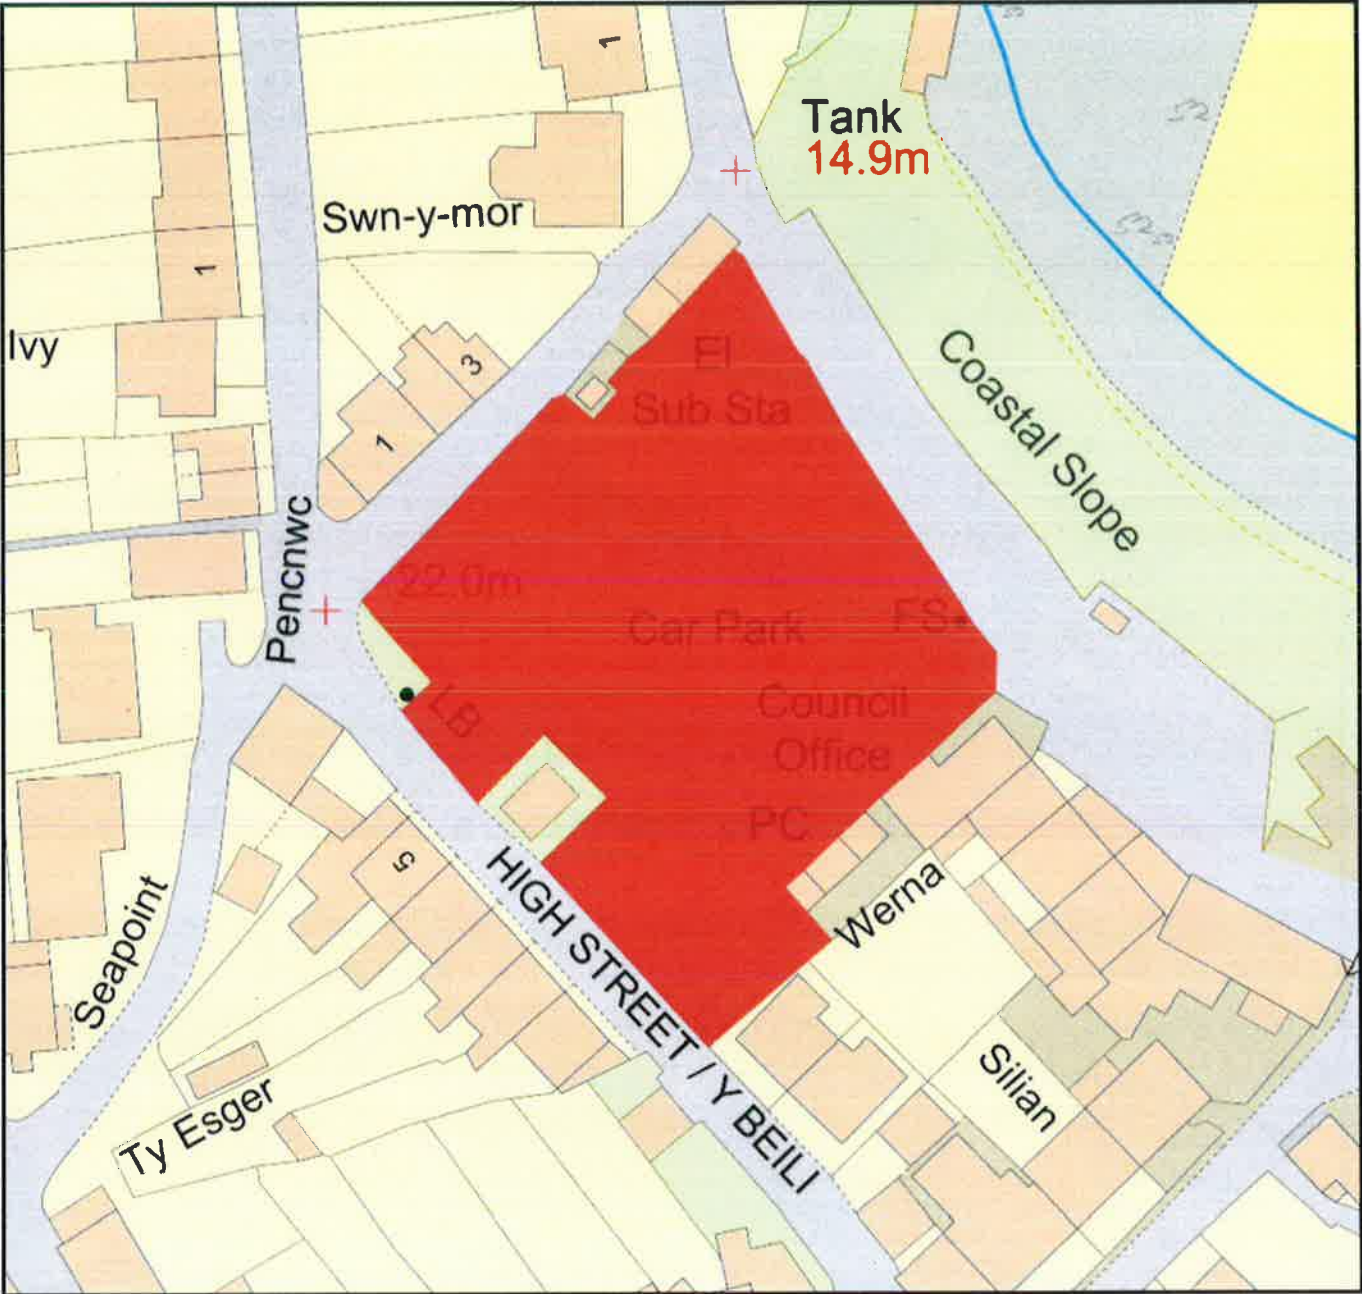 1
Tank
14.9m
Swn-y-mor
1
Ivy
3
El
Sub Sta
Coastal Slope
1
Pencnwc
22.0m
Car Park
FS
LB
Council
Office
PC
5
HIGH STREET / Y BEILI
Werna
Seapoint
Silian
Ty Esger